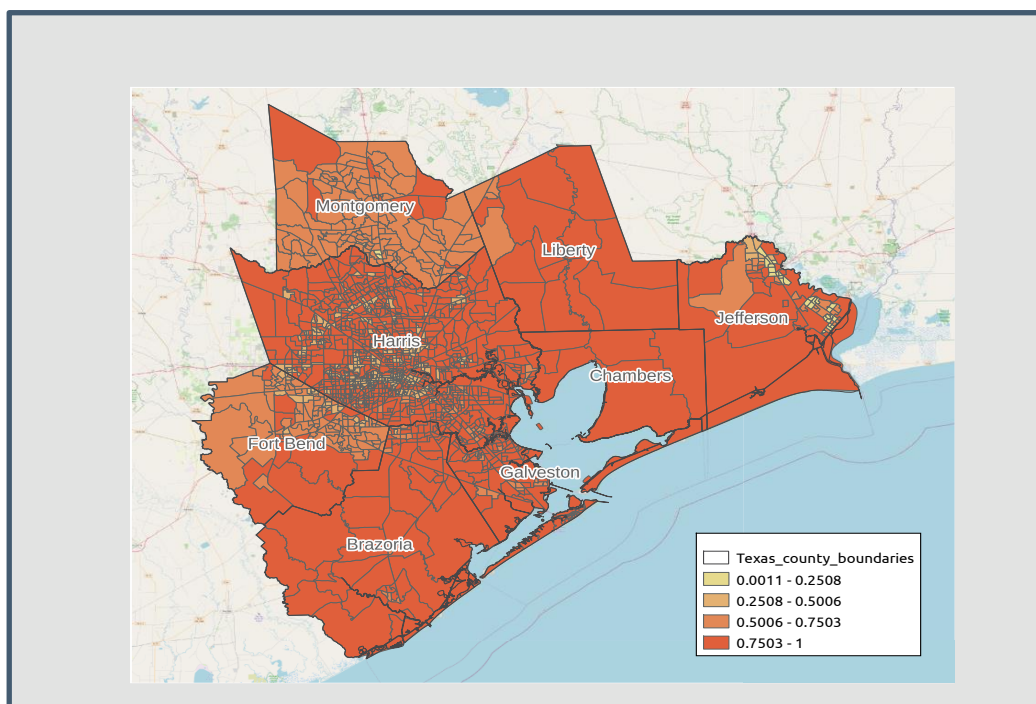 Montgomery
Liberty
Jefferson
Harris
Chambers
Fort Bend
Galveston
Brazoria
Texas_county_boundaries
0.0011 - 0.2508
0.2508 - 0.5006
0.5006 - 0.7503
0.7503 - 1